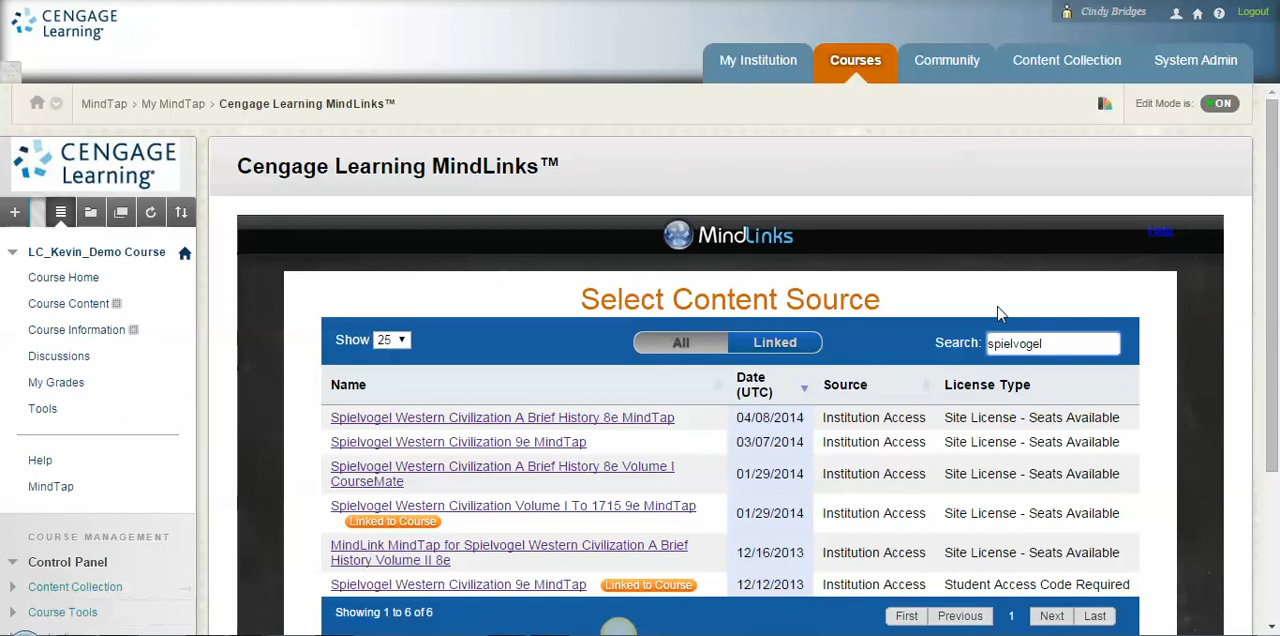 CENGAGE
Learning
Cindy Bridges
Logout
My Institution
Courses
Community
Content Collection
System Admin
MindTap > My MindTap > Cengage Learning MindLinks™
Edit Mode is: ON
CENGAGE
Learning
Cengage Learning MindLinks™
MindLinks
Help
LC_Kevin_Demo Course
Course Home
Course Content
Course Information
Discussions
My Grades
Tools
Help
MindTap
COURSE MANAGEMENT
Control Panel
Content Collection
Course Tools
Select Content Source
Show 25
All
Linked
Search: spielvogel
Name
Date
(UTC)
Source
License Type
Spielvogel Western Civilization A Brief History 8e MindTap 04/08/2014 Institution Access Site License - Seats Available
Spielvogel Western Civilization 9e MindTap 03/07/2014 Institution Access Site License - Seats Available
Spielvogel Western Civilization A Brief History 8e Volume I
CourseMate 01/29/2014 Institution Access Site License - Seats Available
Spielvogel Western Civilization Volume I To 1715 9e MindTap
Linked to Course 01/29/2014 Institution Access Site License - Seats Available
MindLink MindTap for Spielvogel Western Civilization A Brief
History Volume II 8e 12/16/2013 Institution Access Site License - Seats Available
Spielvogel Western Civilization 9e MindTap Linked to Course 12/12/2013 Institution Access Student Access Code Required
Showing 1 to 6 of 6
First Previous 1 Next Last